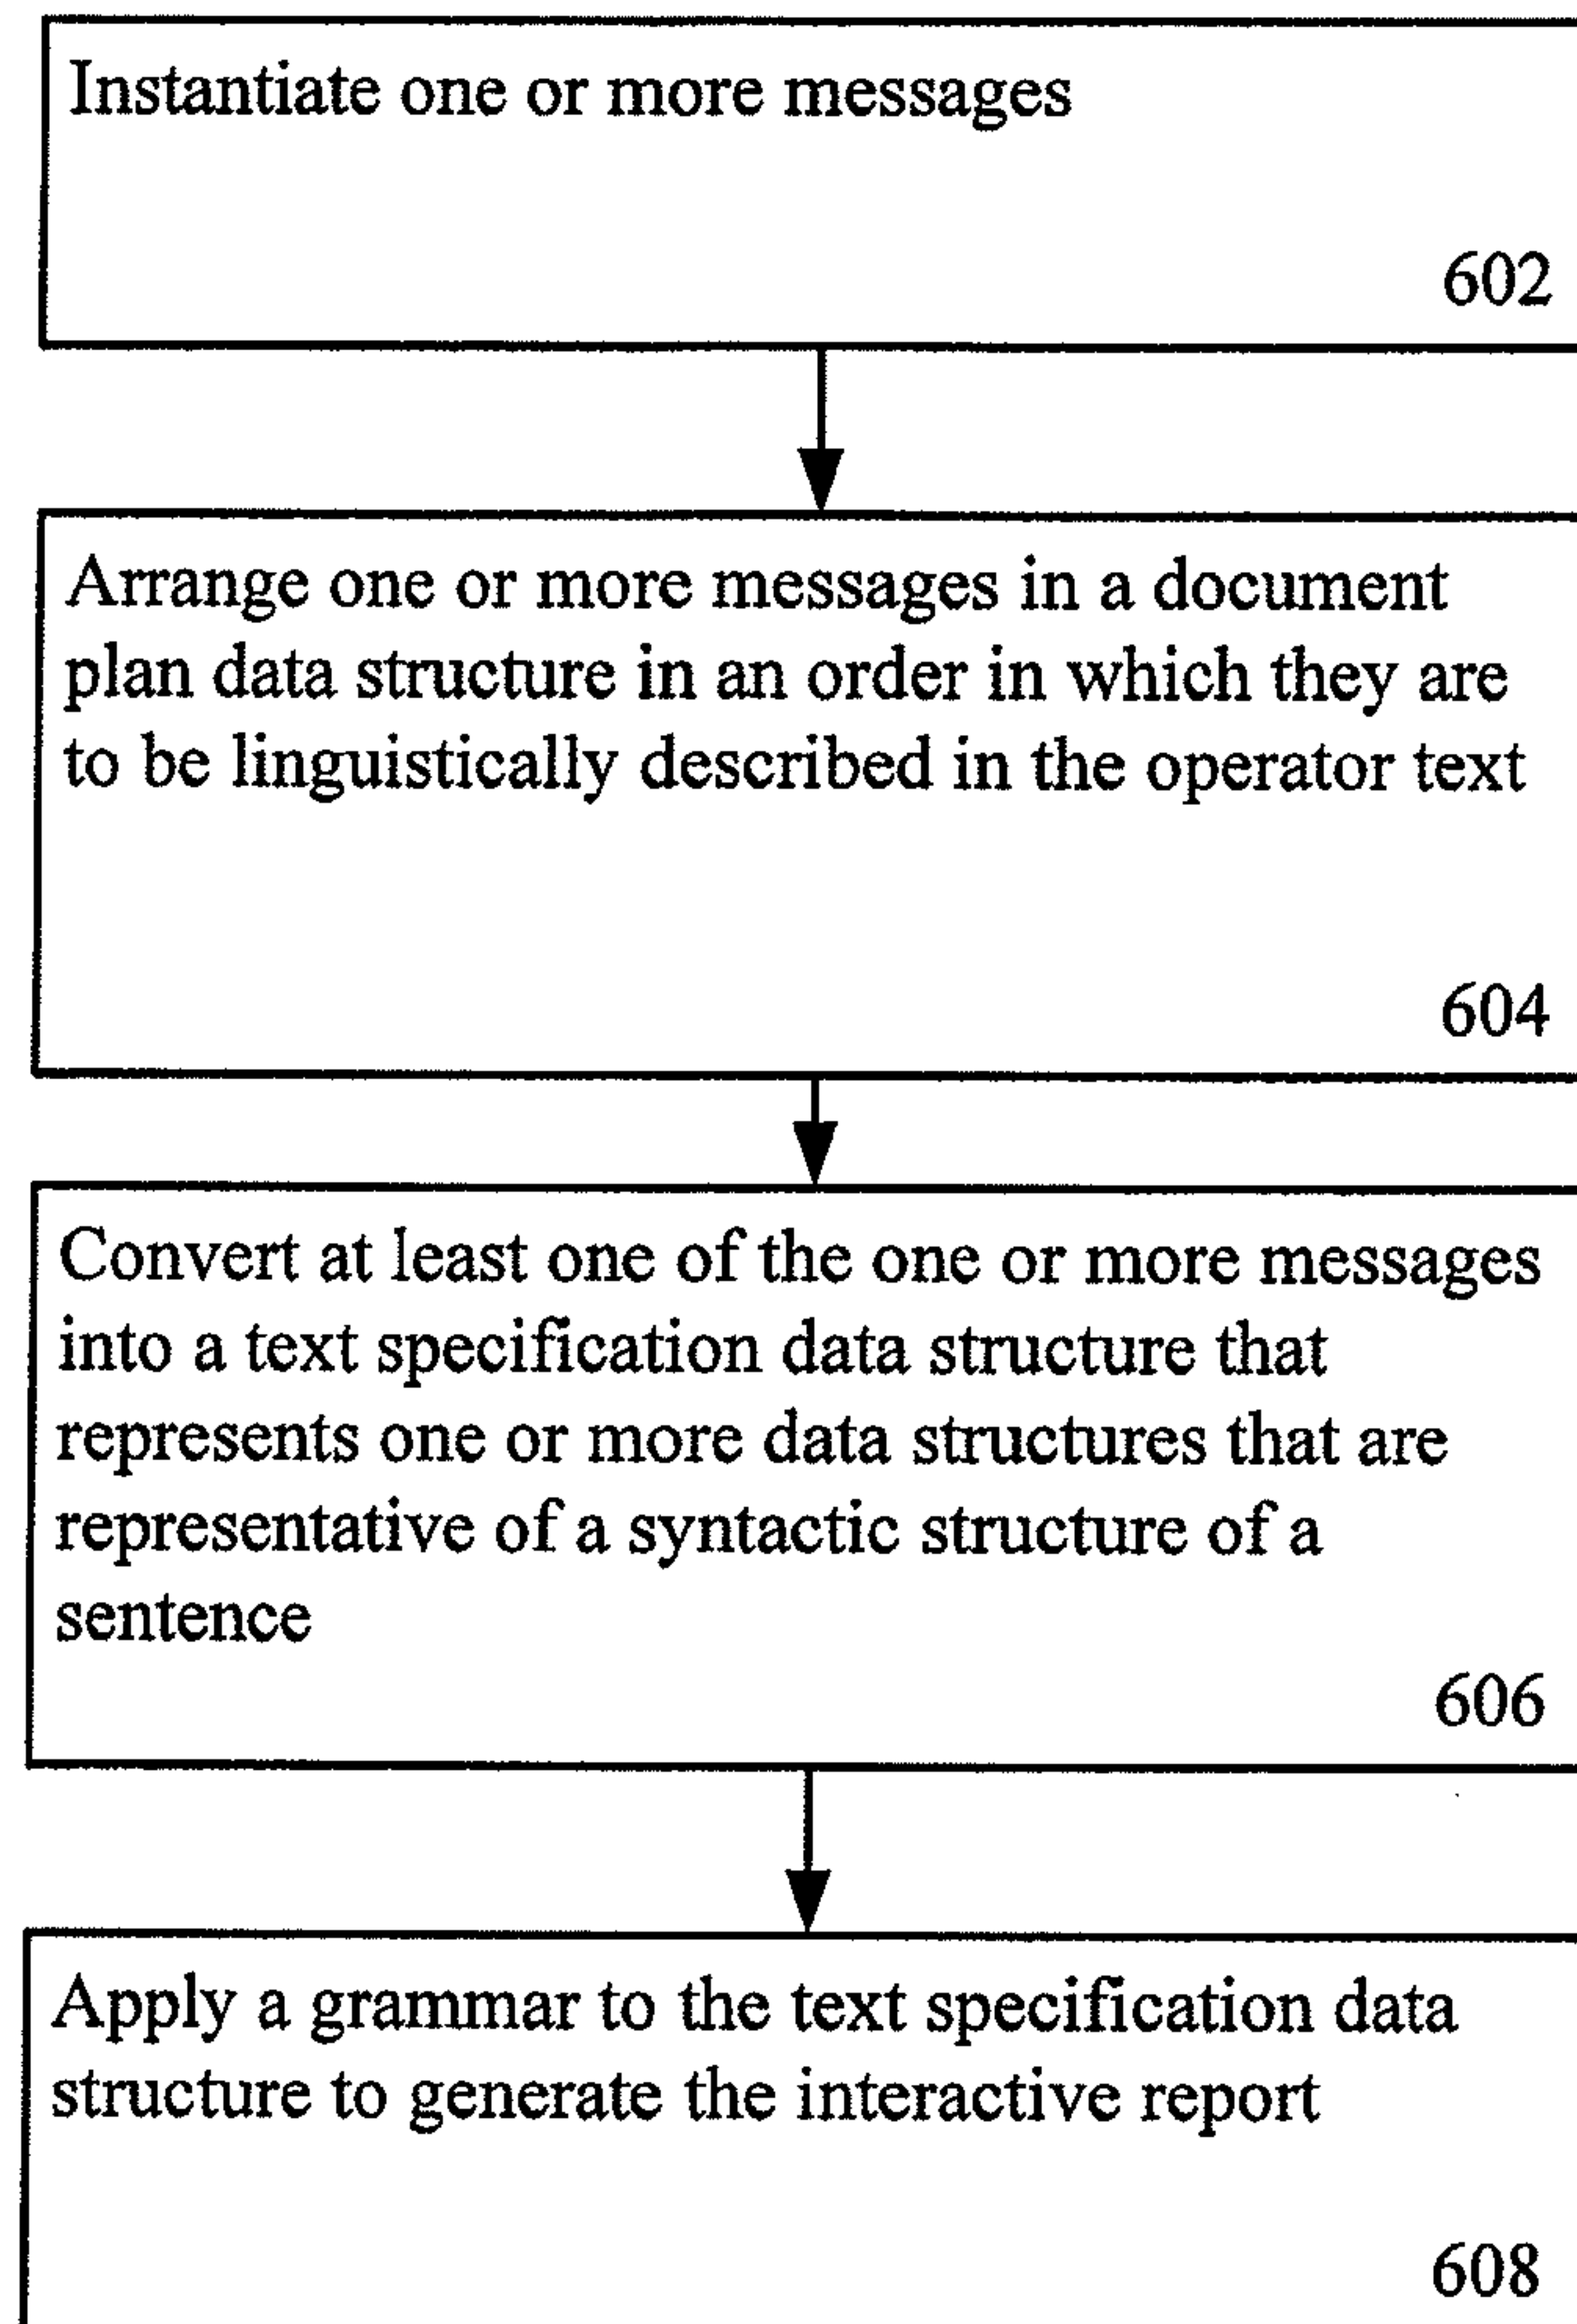 Instantiate one or more messages
602
Arrange one or more messages in a document
plan data structure in an order in which they are
to be linguistically described in the operator text
604
Convert at least one of the one or more messages
into a text specification data structure that
represents one or more data structures that are
representative of a syntactic structure of a
sentence
606
Apply a grammar to the text specification data
structure to generate the interactive report
608